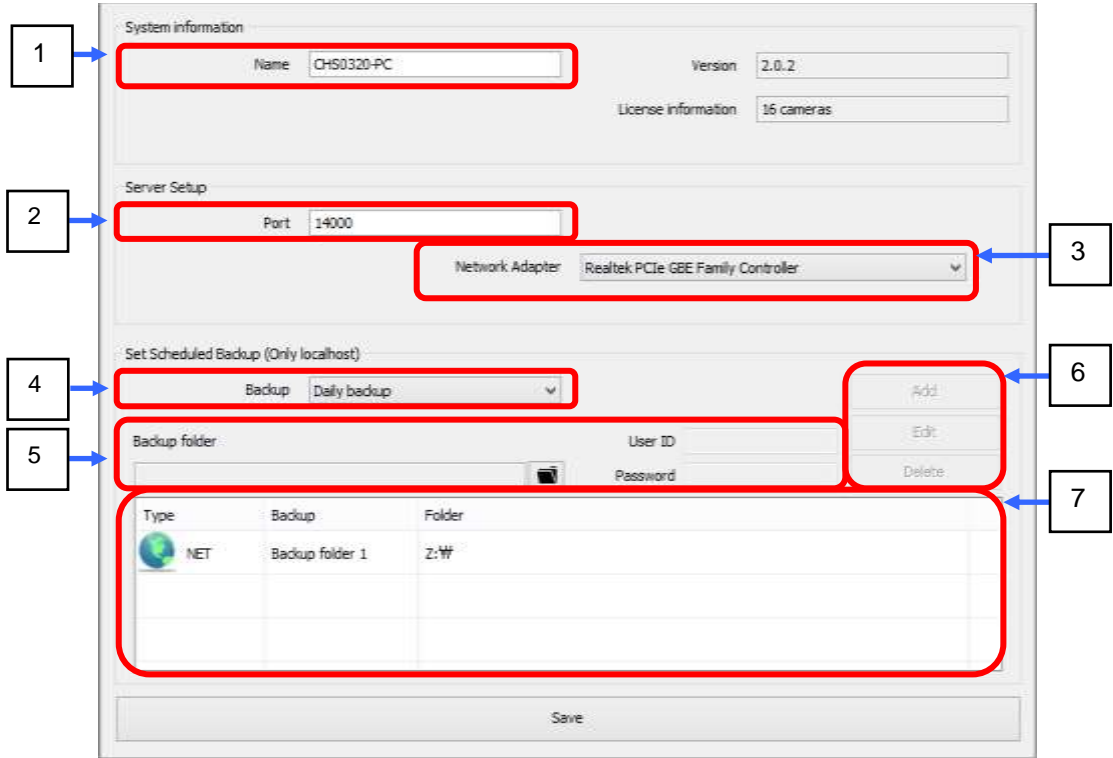 System information
1
Name CHS0320-PC
Version 2.0.2
License information 16 cameras
Server Setup
2
Port 14000
3
Network Adapter Realtek PCIe GBE Family Controller
Set Scheduled Backup (Only localhost)
4
Backup Daily backup
6
Add
Edit
Delete
5
Backup folder
User ID
Password
7
Type Backup Folder
NET Backup folder 1 Z:₩
Save